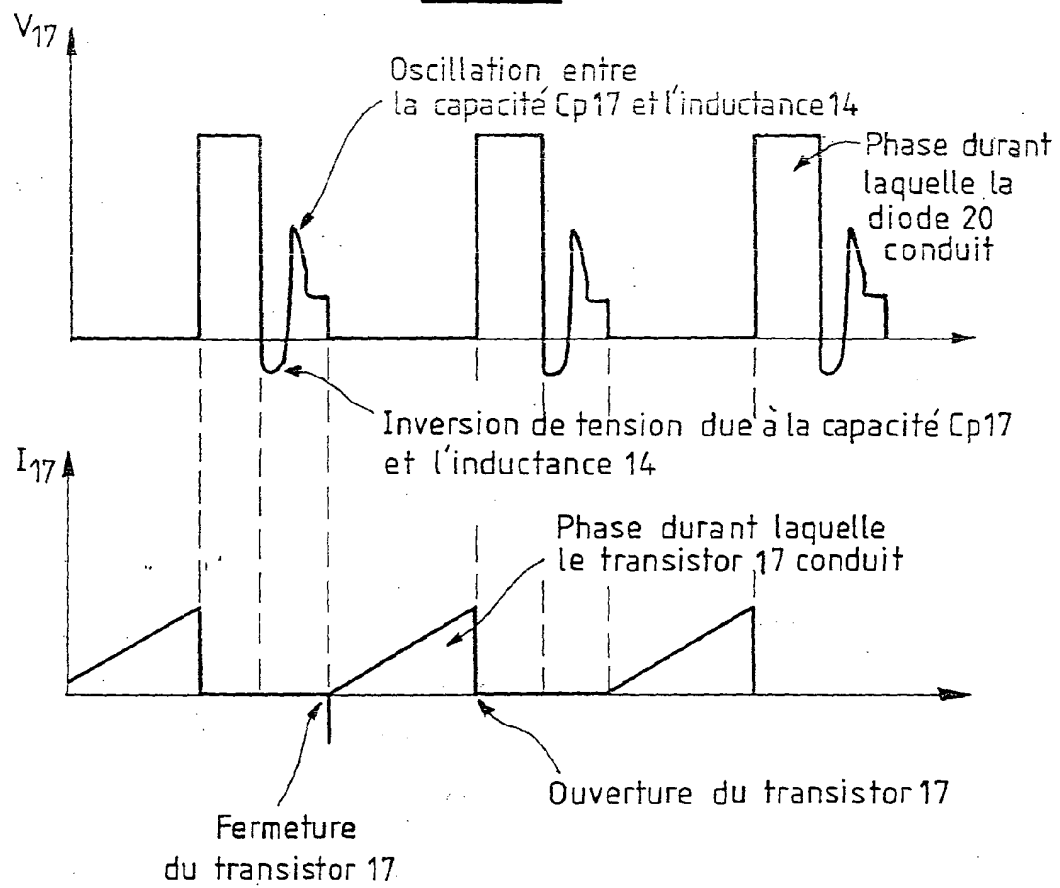 V17
Oscillation entre
la capacité Cp17 et l'inductance 14
Phase durant
laquelle la
diode 20
conduit
Inversion de tension due à la capacité Cp17
et l'inductance 14
I17
Phase durant laquelle
le transistor 17 conduit
Ouverture du transistor 17
Fermeture
du transistor 17